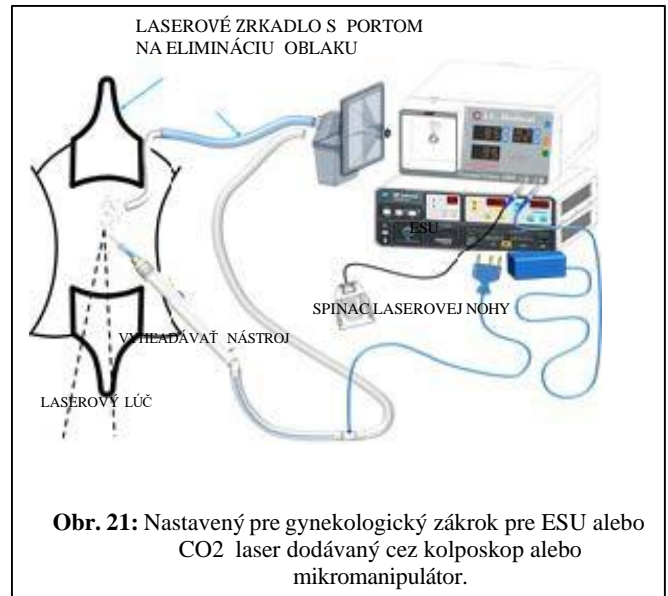 LASEROVÉ ZRKADLO S PORTOM
NA ELIMINÁCIU OBLAKU
ESU
SPINAC LASEROVEJ NOHY
VYHĽADÁVAŤ NÁSTROJ
LASEROVÝ LÚČ
Obr. 21: Nastavený pre gynekologický zákrok pre ESU alebo
CO2 laser dodávaný cez kolposkop alebo
mikromanipulátor.